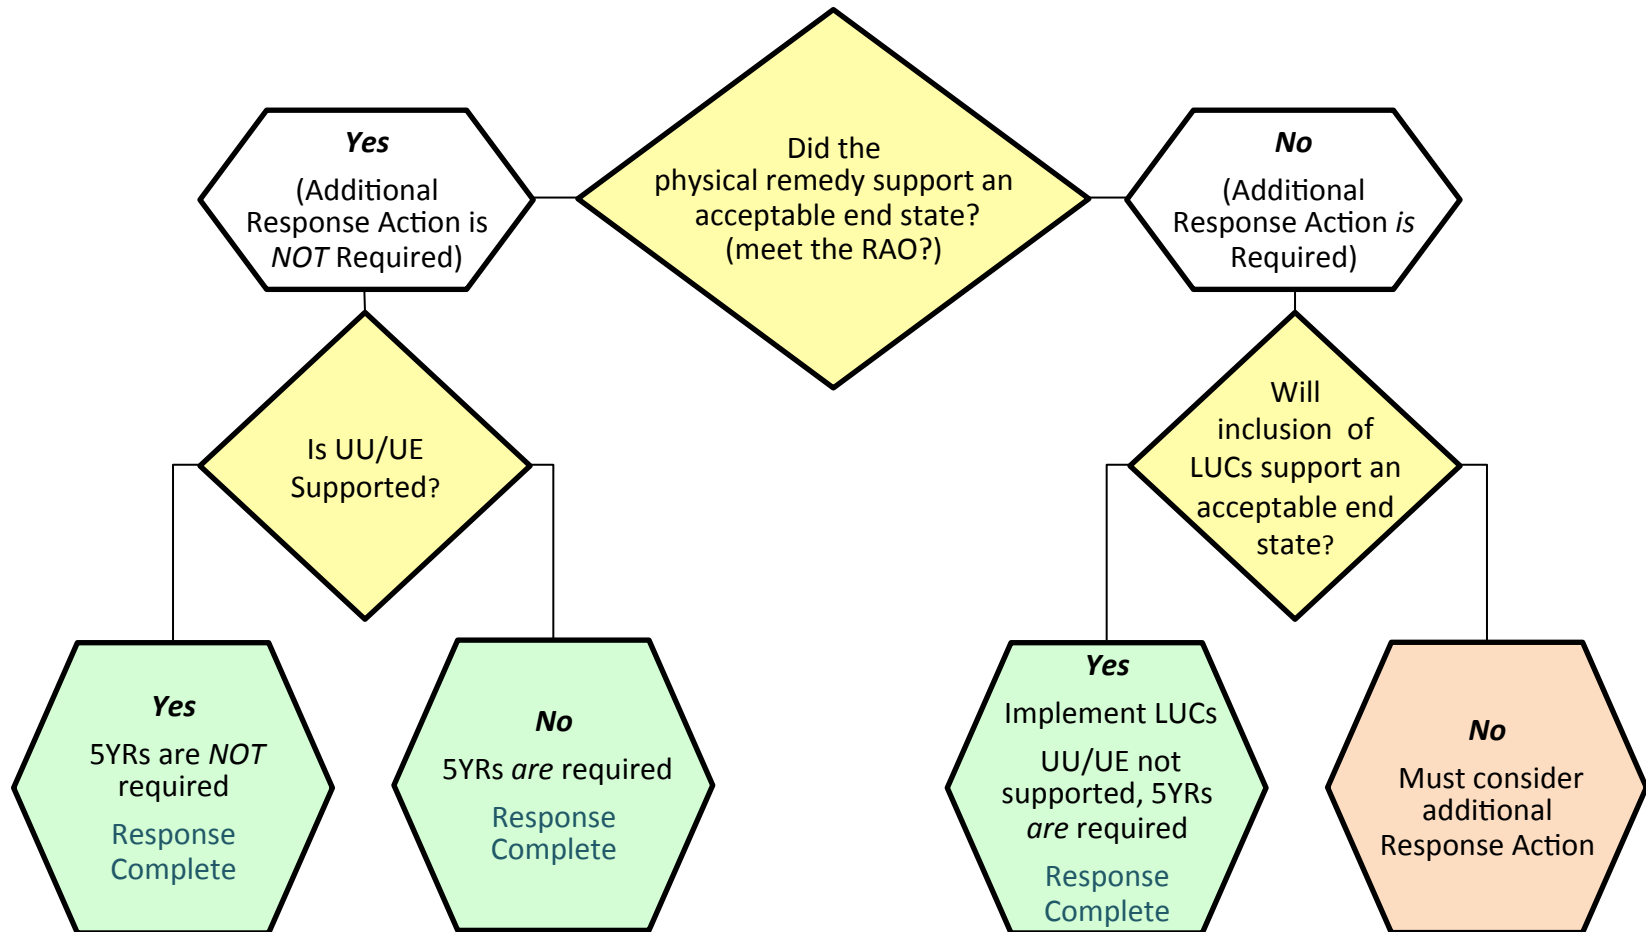 Did the
physical remedy support an
acceptable end state?
(meet the RAO?)
Yes
(Additional
Response Action is
NOT Required)
No
(Additional
Response Action is
Required)
Is UU/UE
Supported?
Will
inclusion of
LUCs support an
acceptable end
state?
Yes
5YRs are NOT
required
Response
Complete
No
5YRs are required
Response
Complete
Yes
Implement LUCs
UU/UE not
supported, 5YRs
are required
Response
Complete
No
Must consider
additional
Response Action